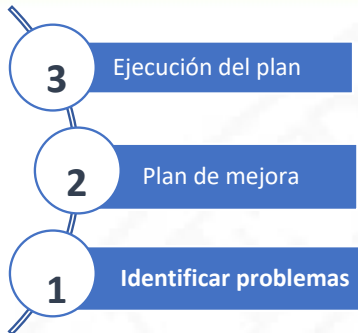 3 Ejecución del plan
2 Plan de mejora
1 Identificar problemas